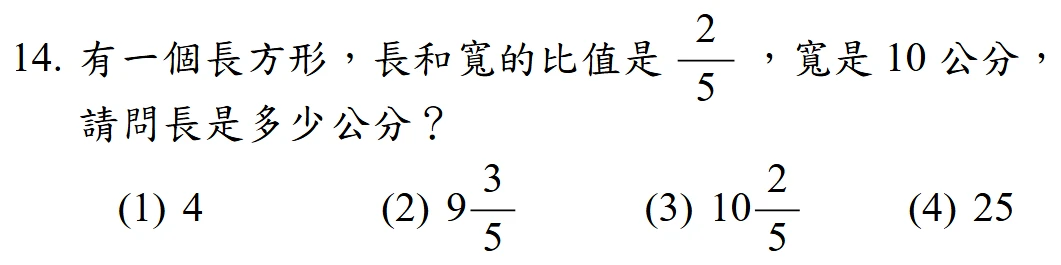 14. 有一個長方形，長和寬的比值是 2/5 ，寬是 10 公分，
請問長是多少公分？
(1) 4 (2) 9 3/5 (3) 10 2/5 (4) 25